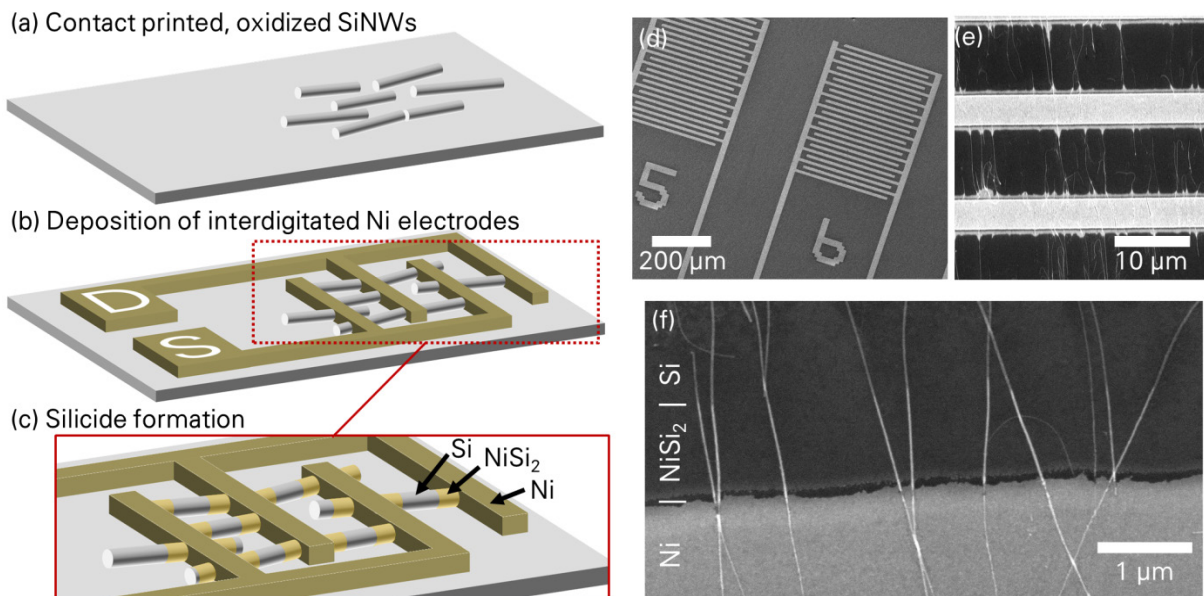 (a) Contact printed, oxidized SiNWs
(b) Deposition of interdigitated Ni electrodes
D
S
(c) Silicide formation
Si
NiSi₂
Ni
(d)
5
6
200 µm
(e)
10 µm
(f)
Ni | NiSi₂ | Si
1 µm